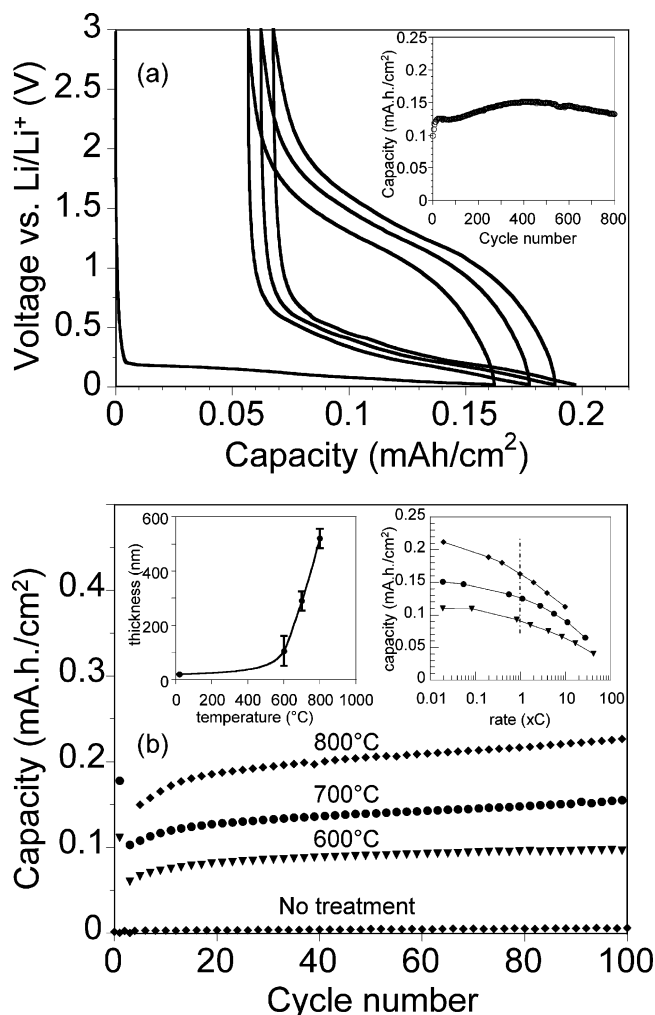 Voltage vs. Li/Li+ (V)
3
2.5
2
1.5
1
0.5
0
(a)
0 0.05 0.1 0.15 0.2
Capacity (mAh/cm2)
Capacity (mA.h./cm2)
0.25
0.2
0.15
0.1
0.05
0
0 200 400 600 800
Cycle number
Capacity (mA.h./cm2)
0.4
0.3
0.2
0.1
0
(b)
thickness (nm)
600
400
200
0
0 200 400 600 800 1000
temperature (°C)
capacity (mA.h./cm2)
0.25
0.2
0.15
0.1
0.05
0
0.01 0.1 1 10 100
rate (xC)
800°C
700°C
600°C
No treatment
0 20 40 60 80 100
Cycle number